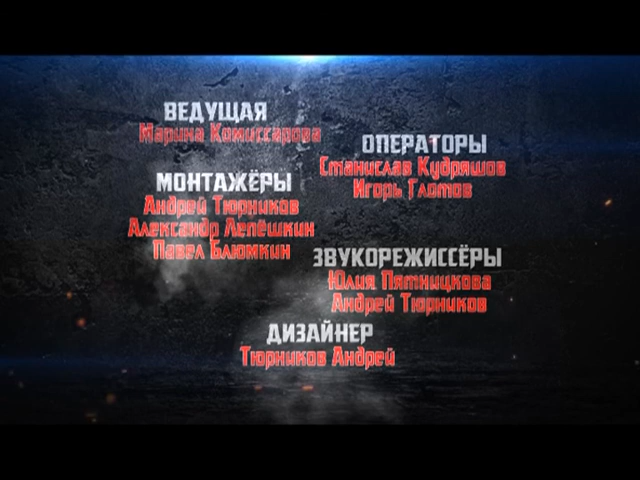 ВЕДУЩАЯ
Марина Комиссарова
ОПЕРАТОРЫ
Станислав Кудряшов
Игорь Гломов
МОНТАЖЁРЫ
Андрей Тюрников
Александр Лепёшкин
Павел Блюмкин
ЗВУКОРЕЖИССЁРЫ
Юлия Пятницкова
Андрей Тюрников
ДИЗАЙНЕР
Тюрников Андрей